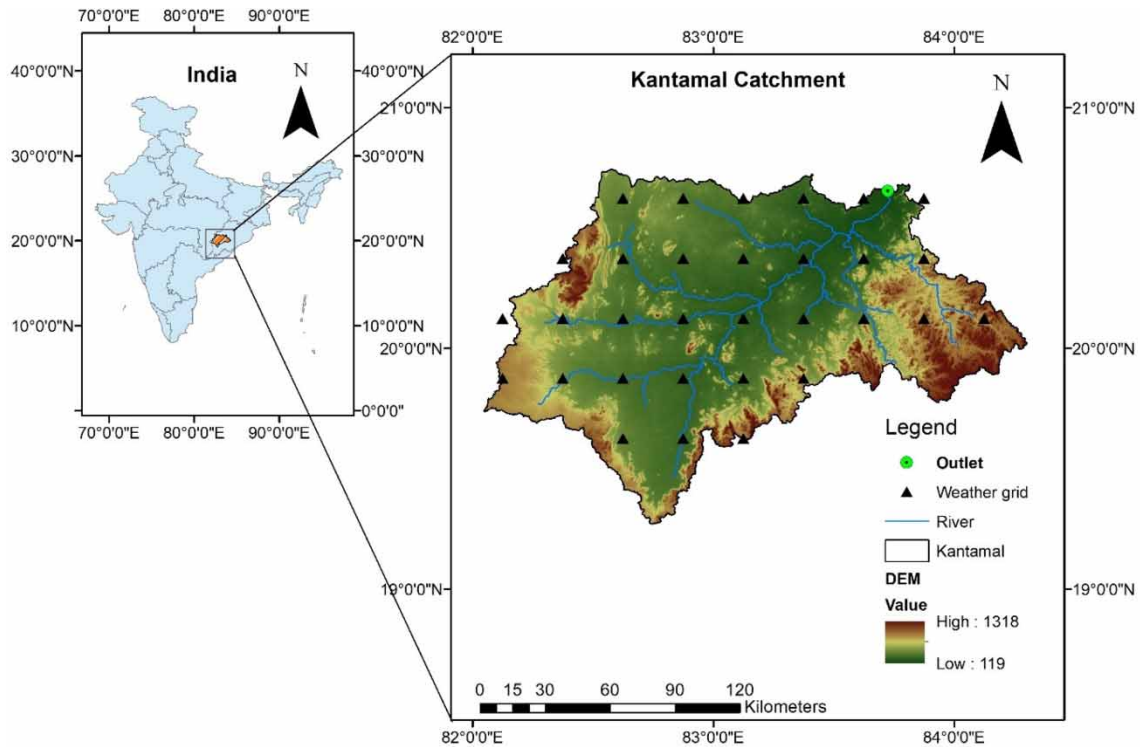 70°0'0"E 80°0'0"E 90°0'0"E
India
N
40°0'0"N
30°0'0"N
20°0'0"N
10°0'0"N
40°0'0"N
30°0'0"N
20°0'0"N
10°0'0"N
0°0'0"
70°0'0"E 80°0'0"E 90°0'0"E
82°0'0"E 83°0'0"E 84°0'0"E
Kantamal Catchment
N
21°0'0"N
20°0'0"N
19°0'0"N
21°0'0"N
20°0'0"N
19°0'0"N
Legend
Outlet
Weather grid
River
Kantamal
DEM
Value
High : 1318
Low : 119
0 15 30 60 90 120
Kilometers
82°0'0"E 83°0'0"E 84°0'0"E